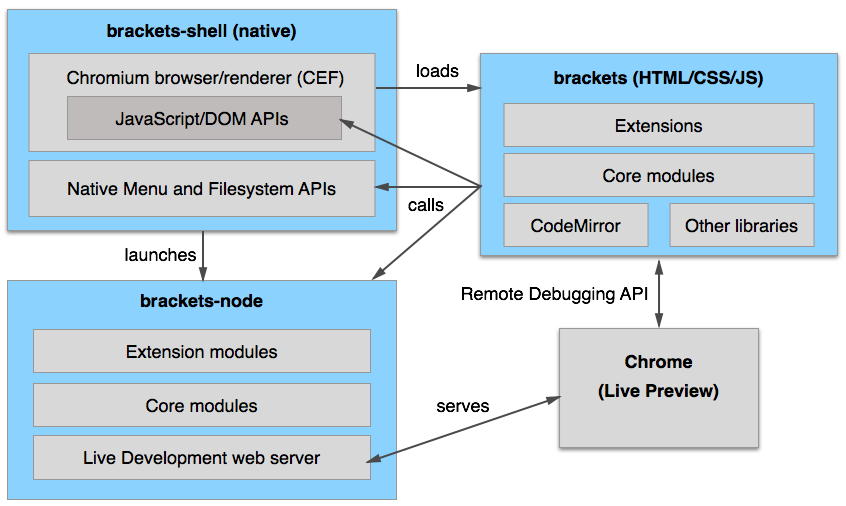 brackets-shell (native)
Chromium browser/renderer (CEF)
JavaScript/DOM APIs
Native Menu and Filesystem APIs
loads
brackets (HTML/CSS/JS)
Extensions
Core modules
CodeMirror
Other libraries
calls
launches
brackets-node
Extension modules
Core modules
Live Development web server
Remote Debugging API
Chrome
(Live Preview)
serves